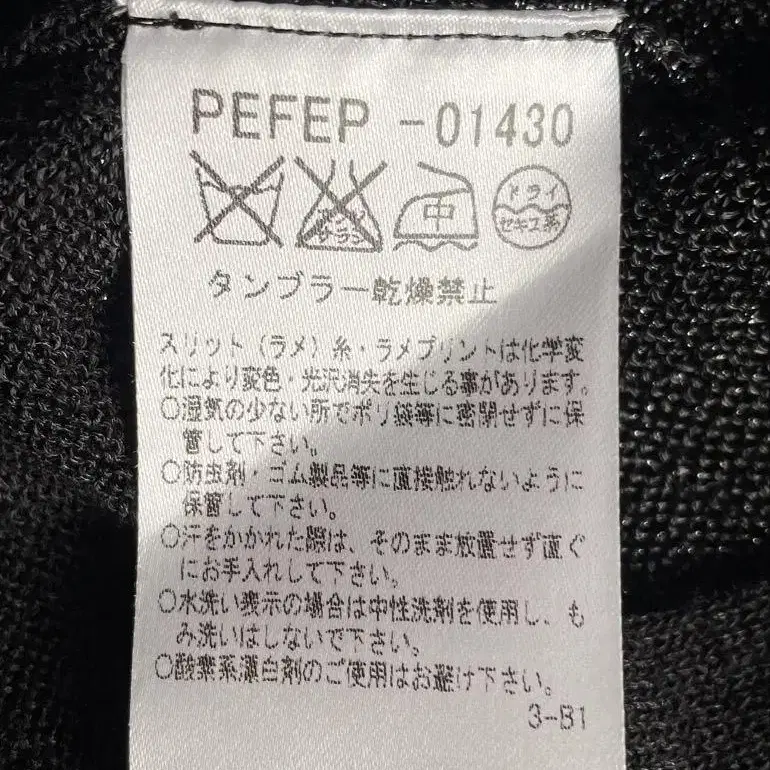 PEFEP -01430
中
ドライ
セキユ系
タンブラー乾燥禁止
スリット（ラメ）糸・ラメプリントは化学変
化により変色・光沢消失を生じる事があります。
○湿気の少ない所でポリ袋等に密閉せずに保
管して下さい。
○防虫剤・ゴム製品等に直接触れないように
保管して下さい。
○汗をかかれた際は、そのまま放置せず直ぐ
にお手入れして下さい。
○水洗い表示の場合は中性洗剤を使用し、も
み洗いはしないで下さい。
○酸素系漂白剤のご使用はお避け下さい。
3-B1